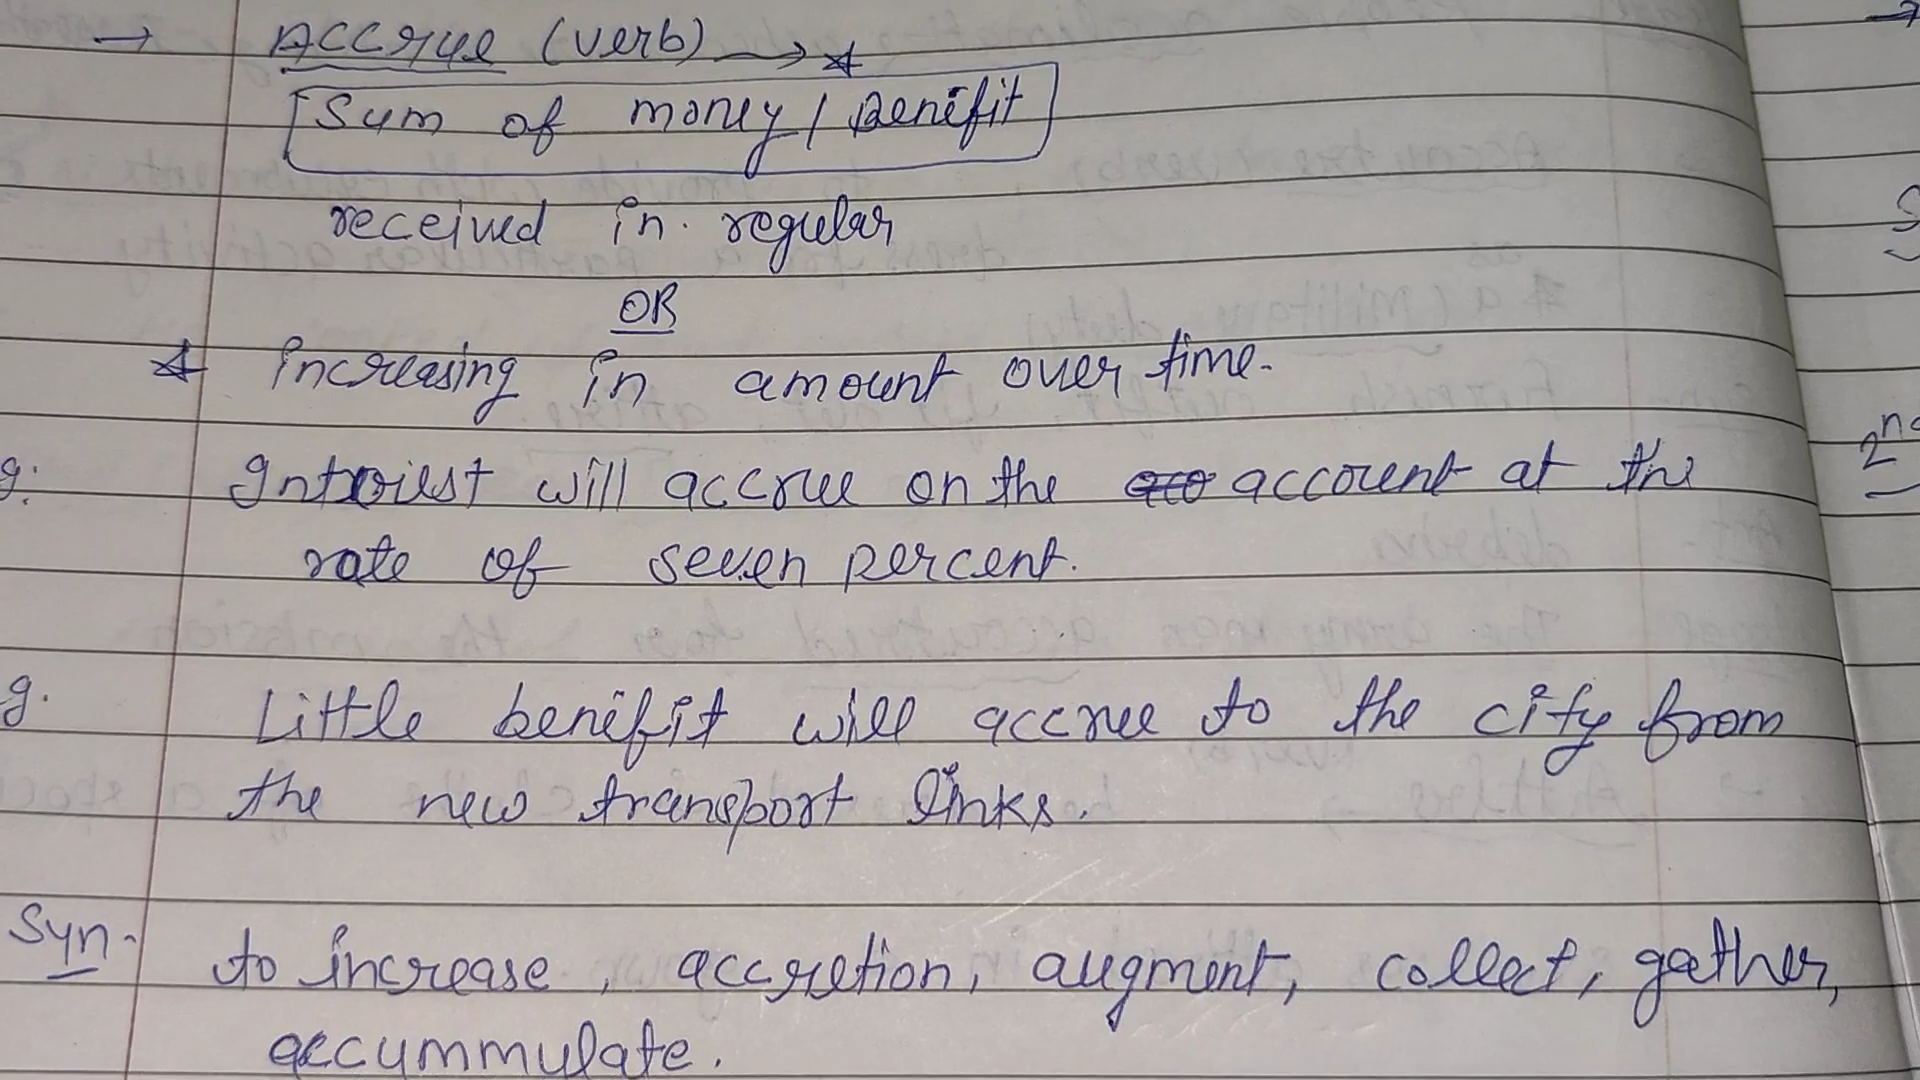 → Accrue (verb) →
[Sum of money / Benefit]
received in regular
OR
increasing in amount over time.
g: Interest will accrue on the account at the
rate of seven percent.
g. Little benefit will accrue to the city from
the new transport links.
Syn. to increase, accretion, augment, collect, gather,
accummulate.
2nd